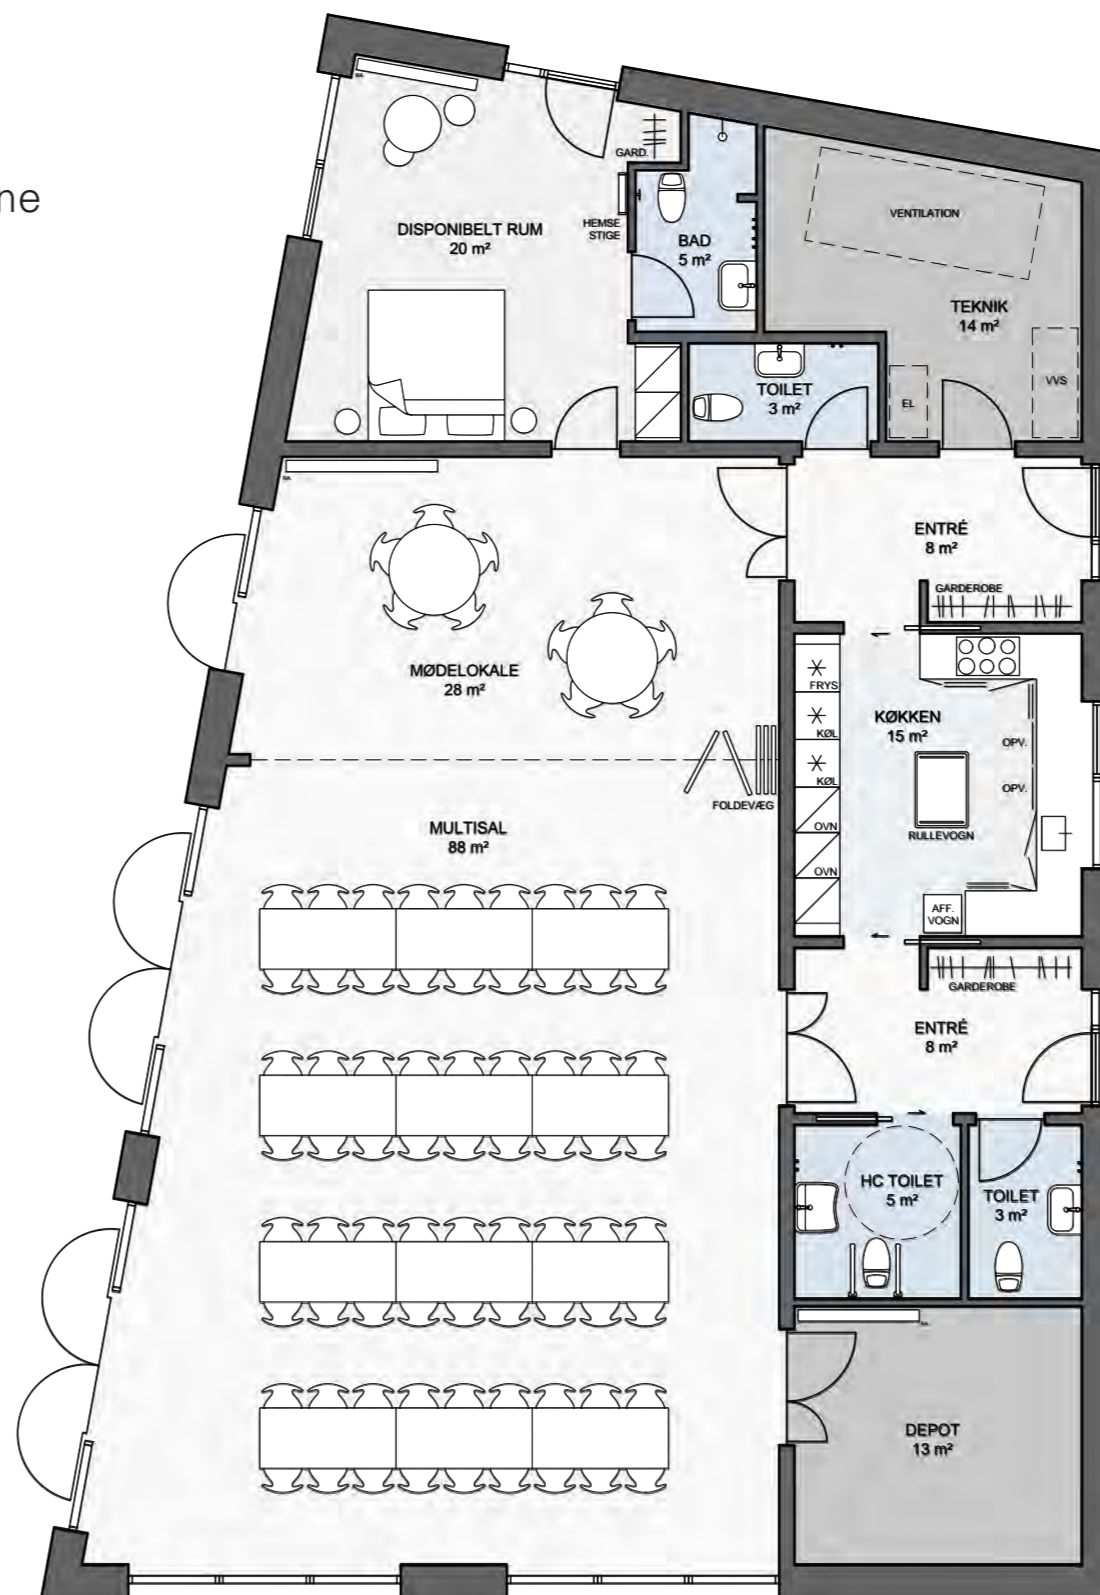 ne
GARD.
DISPONIBELT RUM
20 m²
HEMSE
STIGE
BAD
5 m²
VENTILATION
TEKNIK
14 m²
VVS
EL
TOILET
3 m²
ENTRÉ
8 m²
GARDEROBE
MØDELOKALE
28 m²
FRYS
KØL
KØL
OVN
OVN
KØKKEN
15 m²
OPV.
OPV.
RULLEVOGN
AFF.
VOGN
FOLDEVÆG
MULTISAL
88 m²
GARDEROBE
ENTRÉ
8 m²
HC TOILET
5 m²
TOILET
3 m²
DEPOT
13 m²